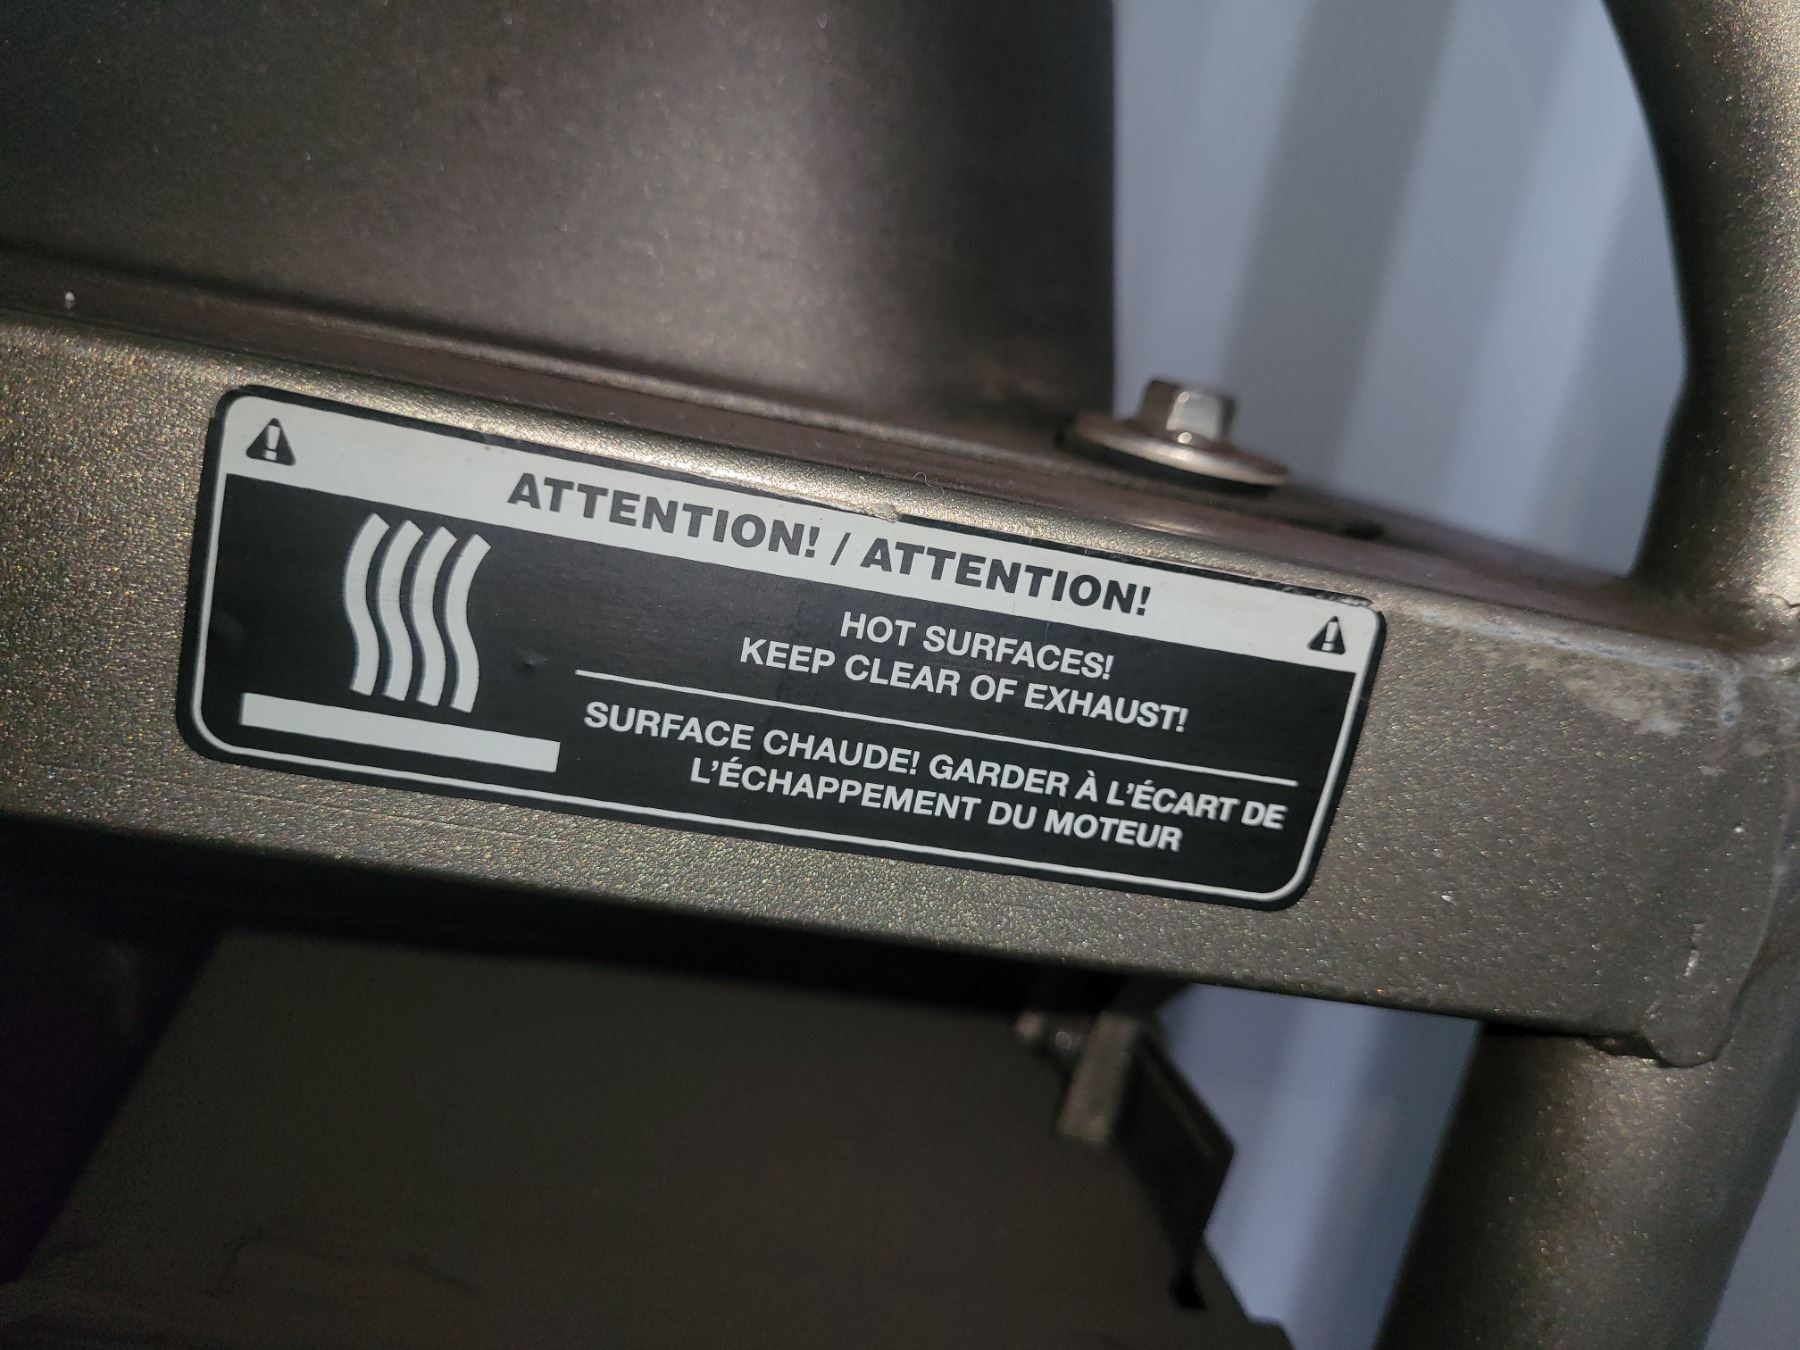 ATTENTION! / ATTENTION!
HOT SURFACES!
KEEP CLEAR OF EXHAUST!
SURFACE CHAUDE! GARDER À L'ÉCART DE
L'ÉCHAPPEMENT DU MOTEUR